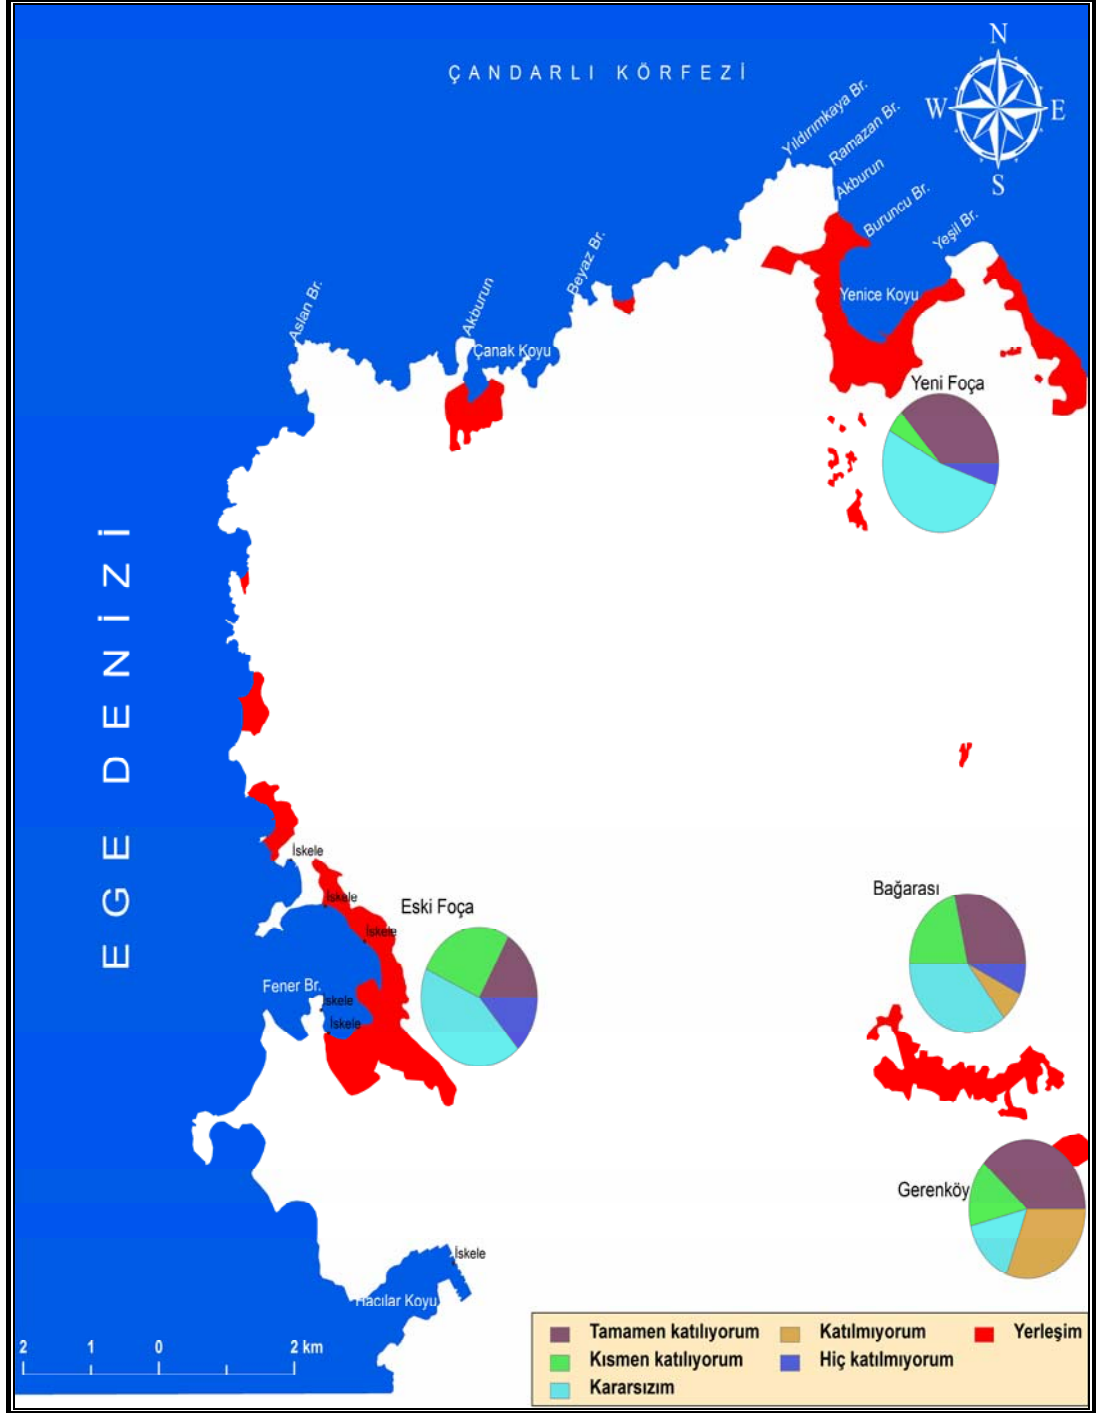 N
ÇANDARLI KÖRFEZİ
W
E
S
Yıldırımkaya Br.
Ramazan Br.
Akburun
Buruncu Br.
Yeşil Br.
Beyaz Br.
Aslan Br.
Akburun
Yenice Koyu
Çanak Koyu
Yeni Foça
EGE DENİZİ
İskele
Bağarası
İskele
Eski Foça
İskele
Fener Br.
İskele
İskele
Gerenköy
İskele
Hacılar Koyu
2 1 0 2 km
Tamamen katılıyorum
Kısmen katılıyorum
Kararsızım
Katılmıyorum
Hiç katılmıyorum
Yerleşim